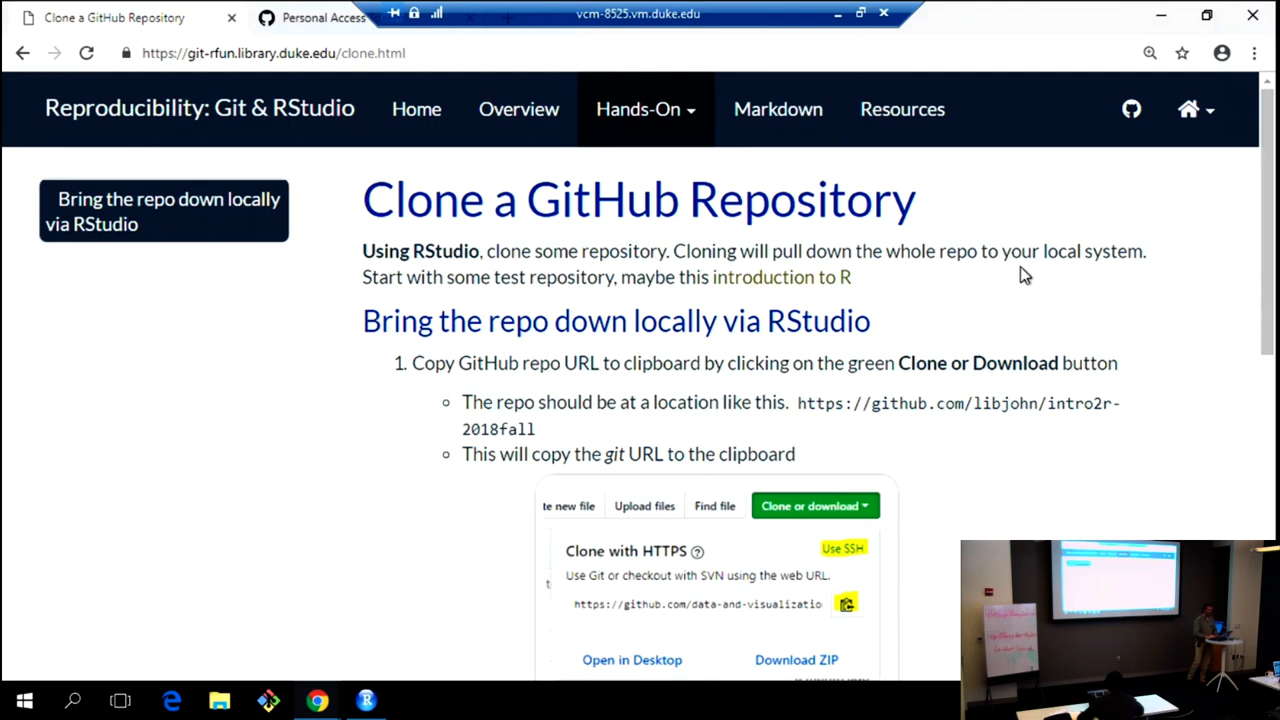 Clone a GitHub Repository
Personal Access
vcm-8525.vm.duke.edu
https://git-rfun.library.duke.edu/clone.html
Reproducibility: Git & RStudio
Home
Overview
Hands-On
Markdown
Resources
Bring the repo down locally
via RStudio
Clone a GitHub Repository
Using RStudio, clone some repository. Cloning will pull down the whole repo to your local system.
Start with some test repository, maybe this introduction to R
Bring the repo down locally via RStudio
1. Copy GitHub repo URL to clipboard by clicking on the green Clone or Download button
The repo should be at a location like this. https://github.com/libjohn/intro2r-
2018fall
This will copy the git URL to the clipboard
te new file
Upload files
Find file
Clone or download
Clone with HTTPS
Use SSH
Use Git or checkout with SVN using the web URL.
https://github.com/data-and-visualizatio
Open in Desktop
Download ZIP